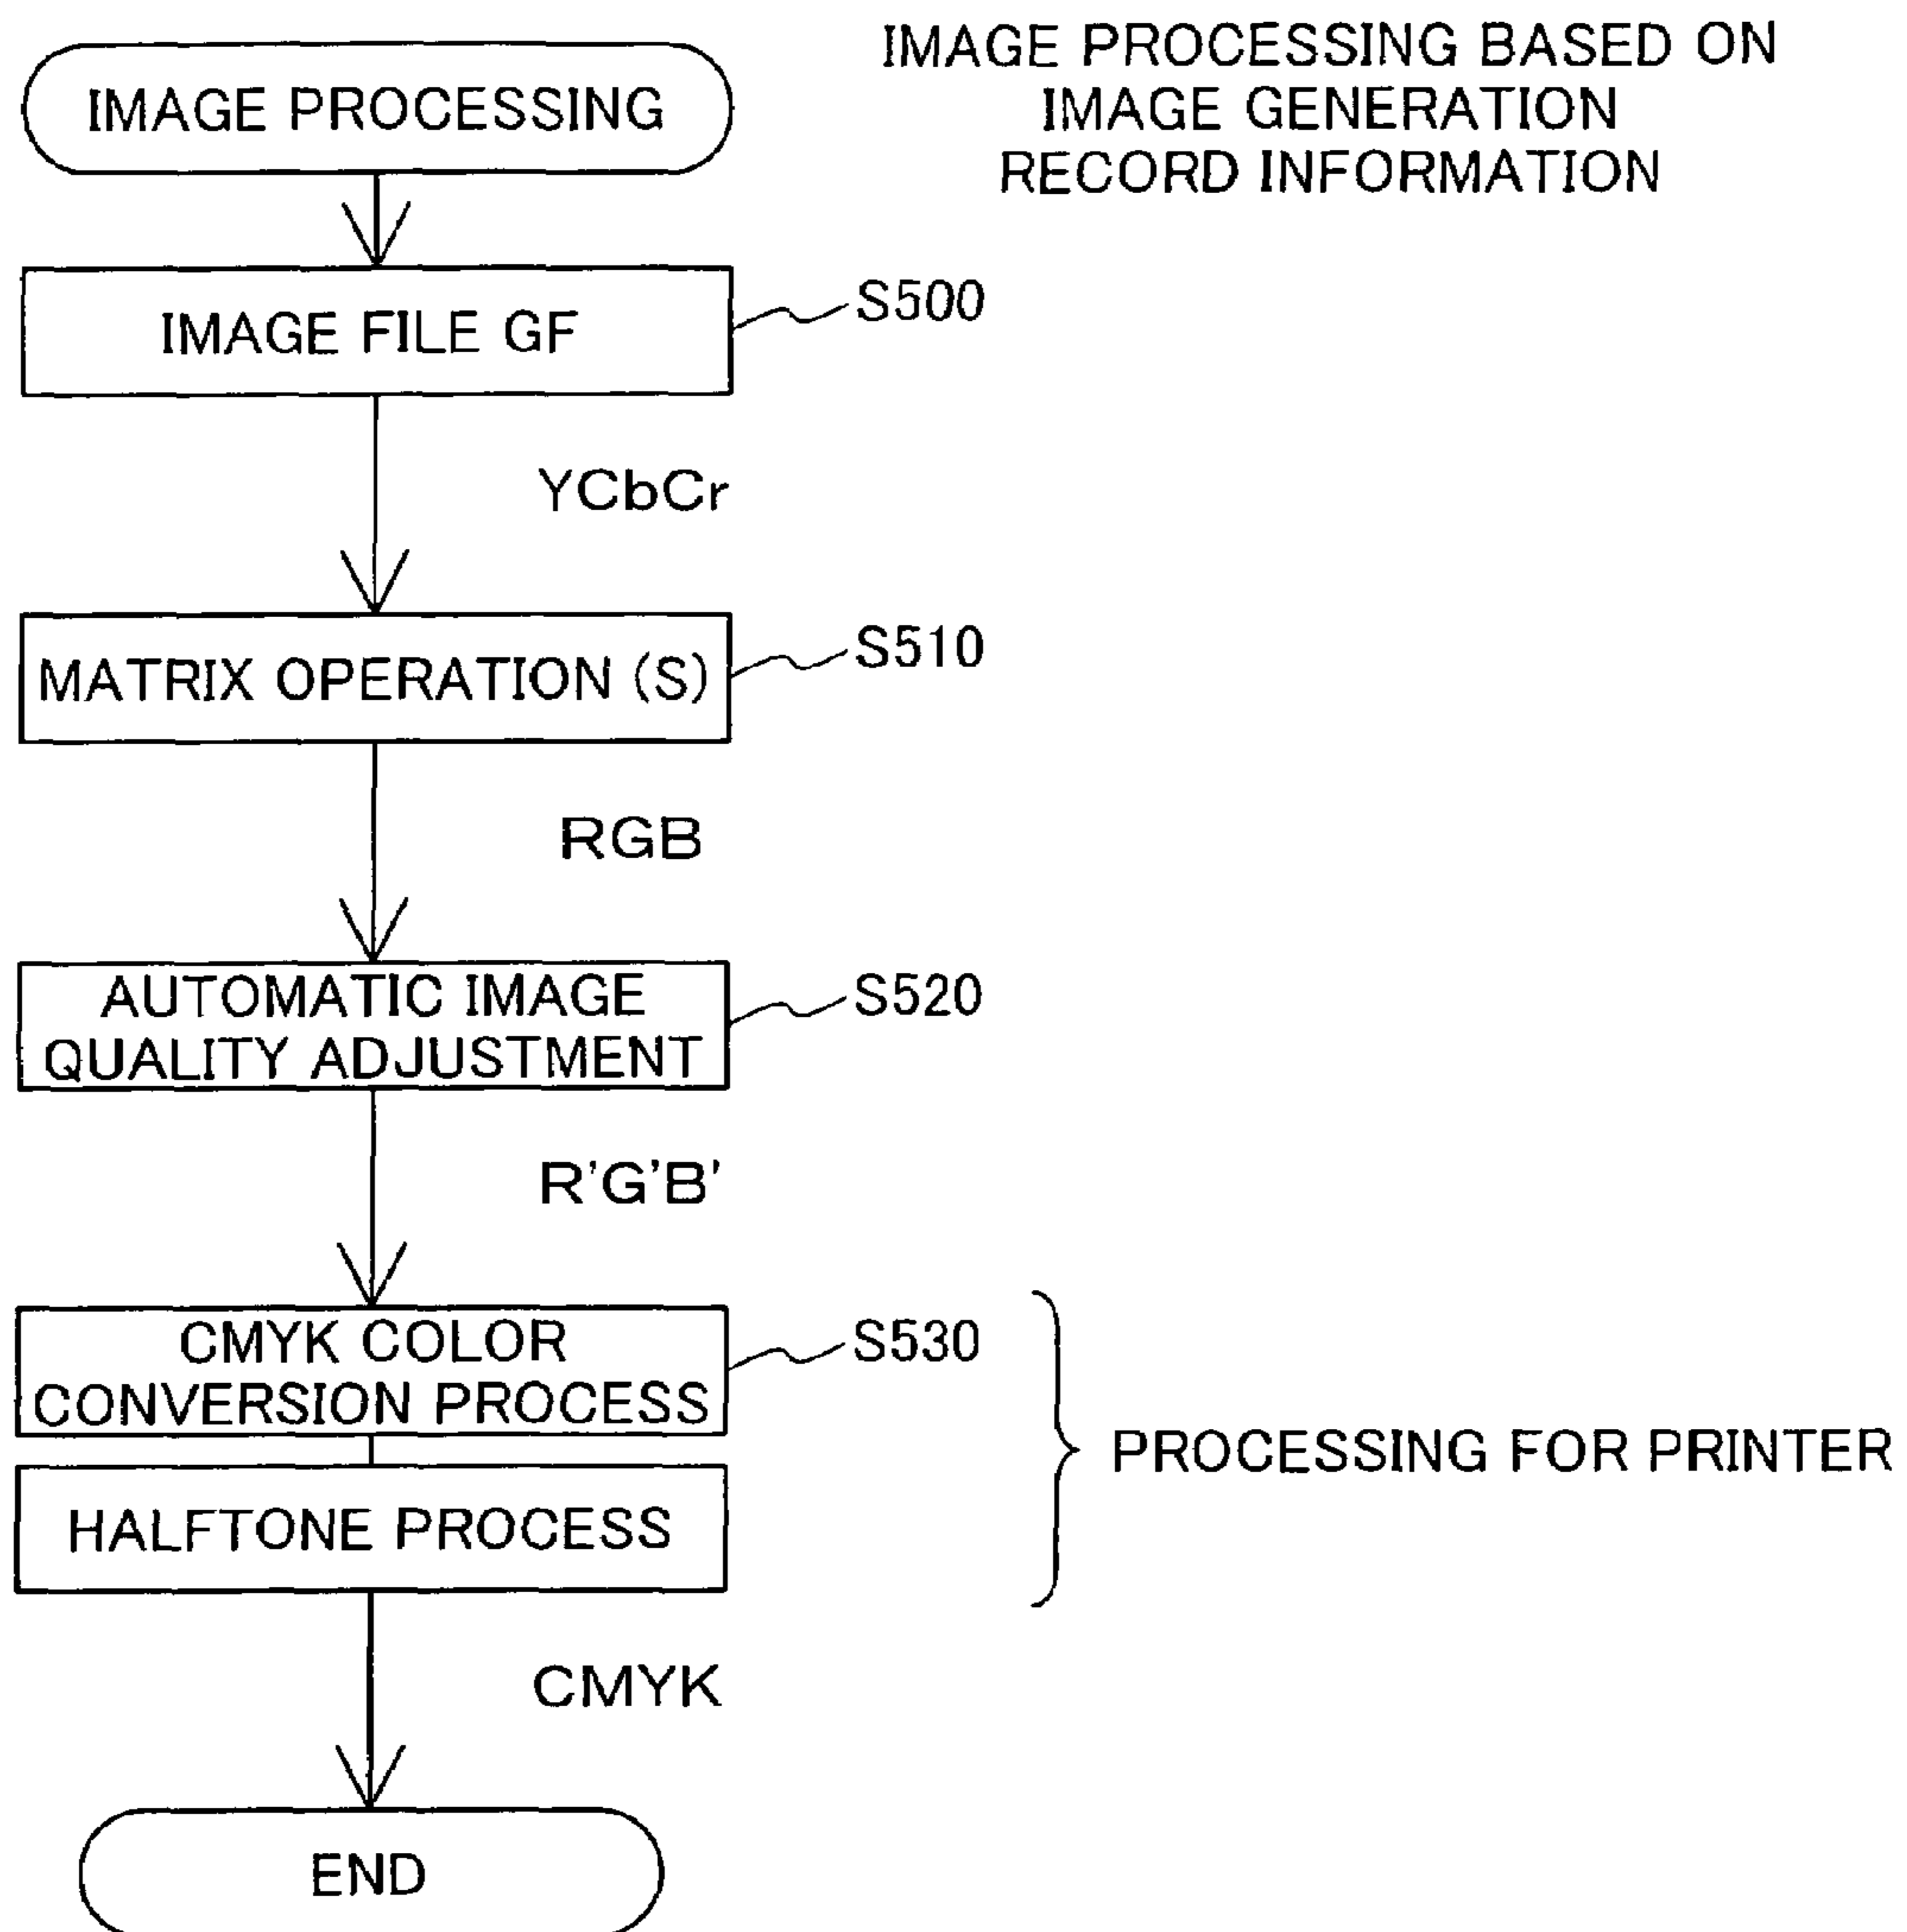 IMAGE PROCESSING BASED ON
IMAGE GENERATION
RECORD INFORMATION
IMAGE PROCESSING
IMAGE FILE GF
S500
YCbCr
MATRIX OPERATION (S)
S510
RGB
AUTOMATIC IMAGE
QUALITY ADJUSTMENT
S520
R'G'B'
CMYK COLOR
CONVERSION PROCESS
S530
HALFTONE PROCESS
PROCESSING FOR PRINTER
CMYK
END